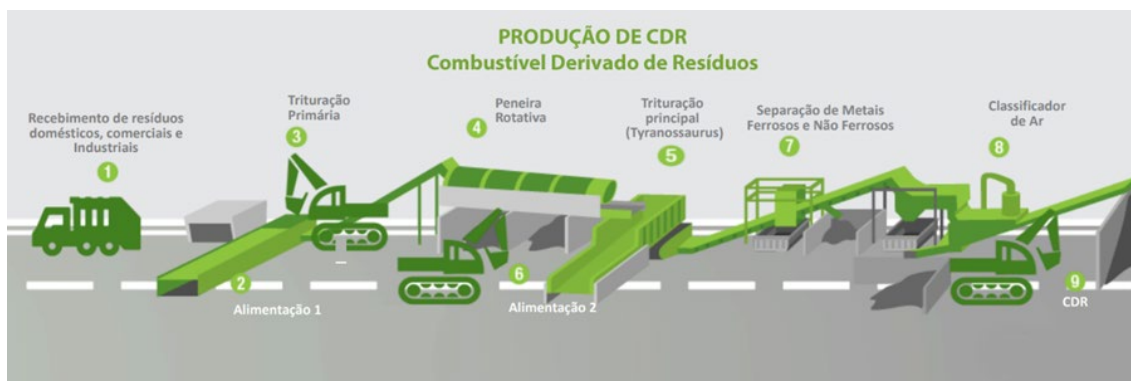 PRODUÇÃO DE CDR
Combustível Derivado de Resíduos
Recebimento de resíduos
domésticos, comerciais e
Industriais
1
2
Alimentação 1
Trituração
Primária
3
Peneira
Rotativa
4
Trituração
principal
(Tyranossaurus)
5
6
Alimentação 2
Separação de Metais
Ferrosos e Não Ferrosos
7
Classificador
de Ar
8
9
CDR